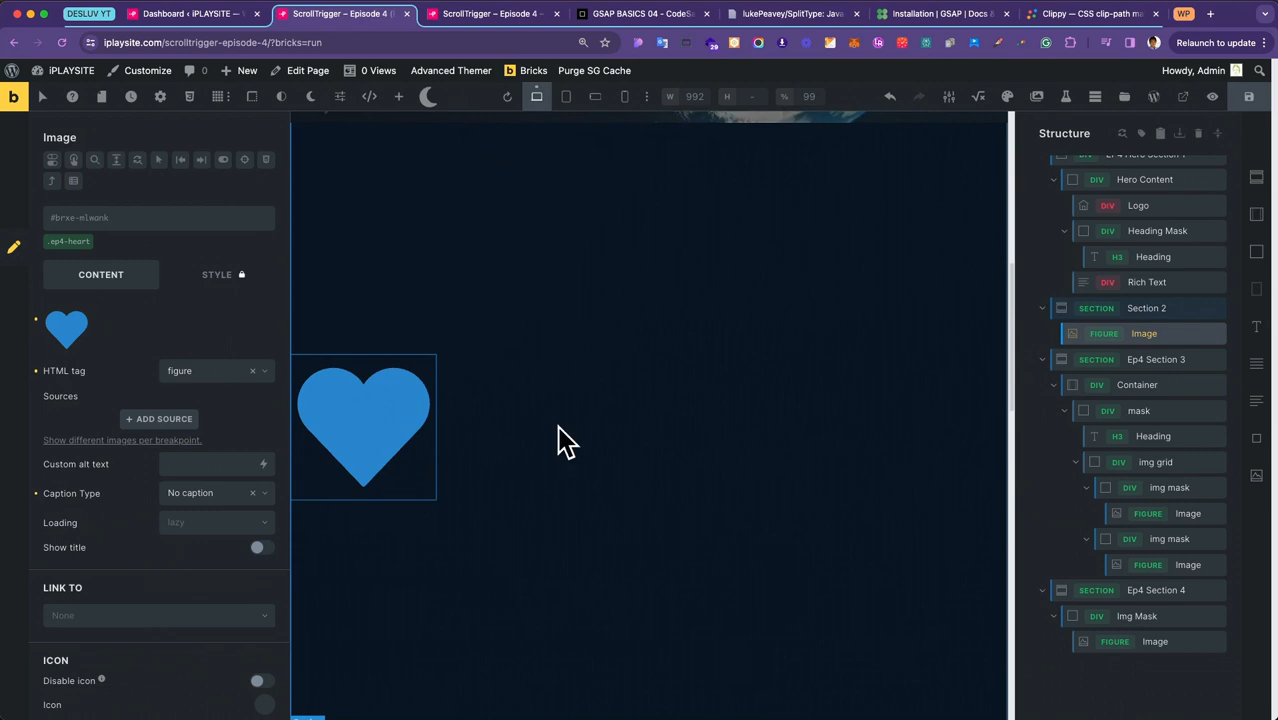 DESLUV YT
Dashboard ‹ iPLAYSITE —
ScrollTrigger – Episode 4 (
ScrollTrigger – Episode 4 –
GSAP BASICS 04 - CodeSa
lukePeavey/SplitType: Java
Installation | GSAP | Docs &
Clippy — CSS clip-path ma
WP
iplaysite.com/scrolltrigger-episode-4/?bricks=run
29
Relaunch to update
iPLAYSITE
Customize
0
New
Edit Page
0 Views
Advanced Themer
Bricks
Purge SG Cache
Howdy, Admin
b
W 992
H -
% 99
Image
#brxe-mlwank
.ep4-heart
CONTENT
STYLE
HTML tag
figure
Sources
+ ADD SOURCE
Show different images per breakpoint.
Custom alt text
Caption Type
No caption
Loading
lazy
Show title
LINK TO
None
ICON
Disable icon
Icon
Structure
DIV Hero Content
DIV Logo
DIV Heading Mask
H3 Heading
DIV Rich Text
SECTION Section 2
FIGURE Image
SECTION Ep4 Section 3
DIV Container
DIV mask
H3 Heading
DIV img grid
DIV img mask
FIGURE Image
DIV img mask
FIGURE Image
SECTION Ep4 Section 4
DIV Img Mask
FIGURE Image